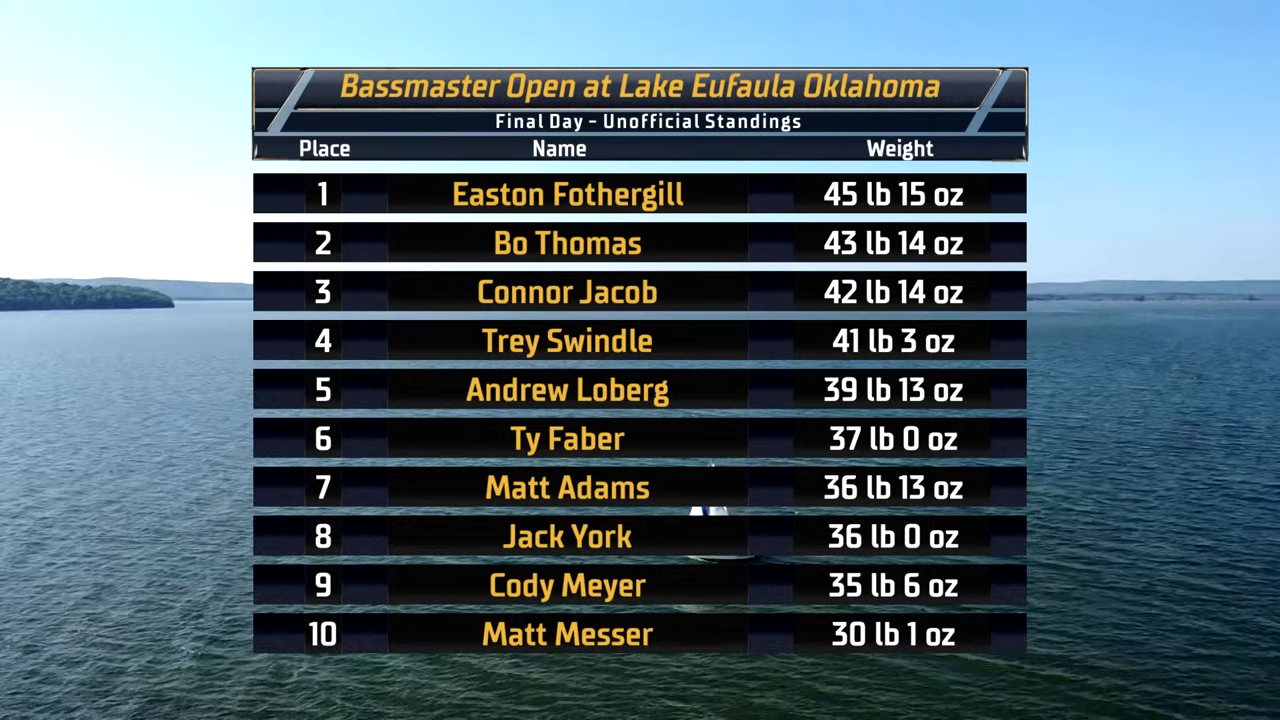 Bassmaster Open at Lake Eufaula Oklahoma
Final Day - Unofficial Standings
Place Name Weight
1 Easton Fothergill 45 lb 15 oz
2 Bo Thomas 43 lb 14 oz
3 Connor Jacob 42 lb 14 oz
4 Trey Swindle 41 lb 3 oz
5 Andrew Loberg 39 lb 13 oz
6 Ty Faber 37 lb 0 oz
7 Matt Adams 36 lb 13 oz
8 Jack York 36 lb 0 oz
9 Cody Meyer 35 lb 6 oz
10 Matt Messer 30 lb 1 oz